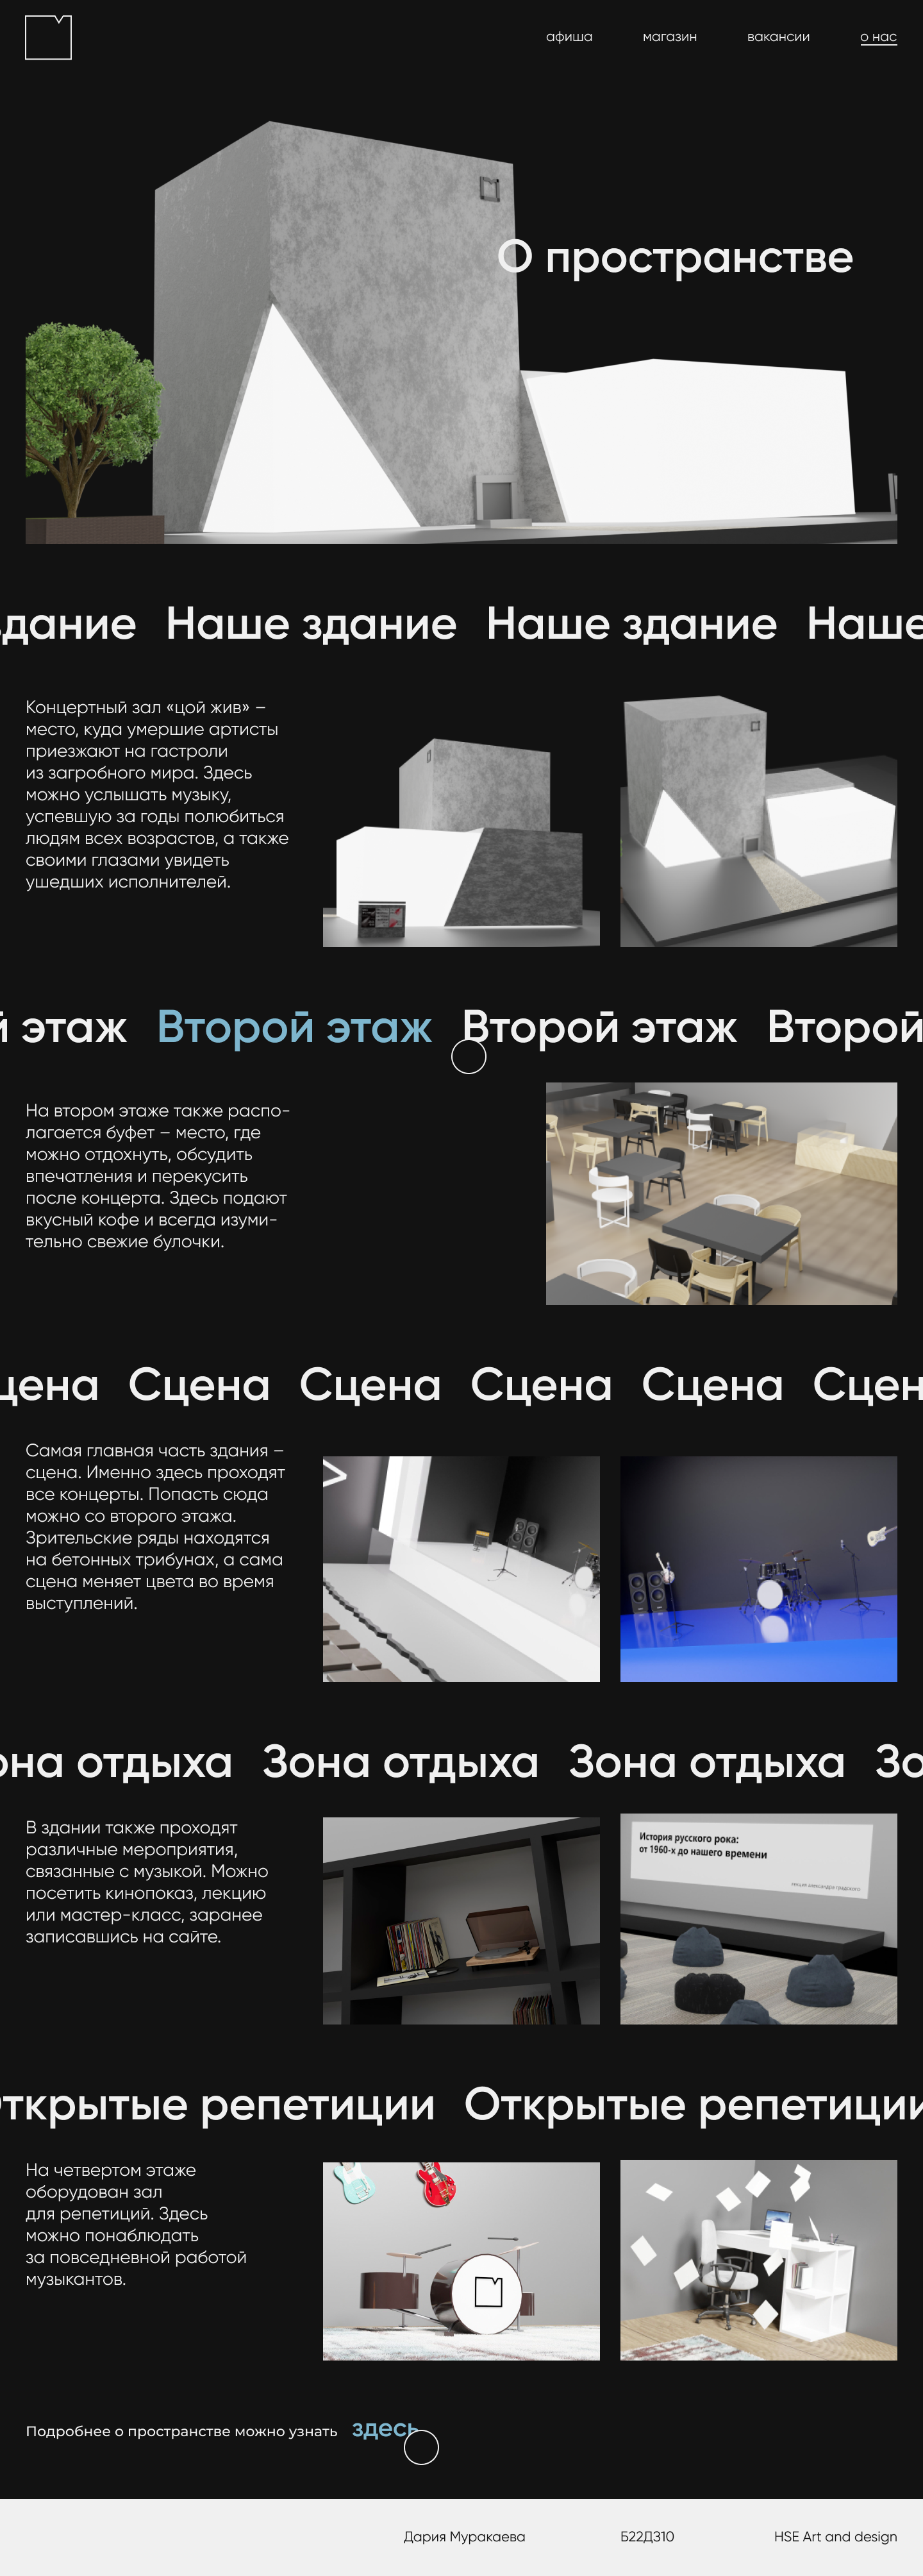 афиша магазин вакансии о нас
О пространстве
здание Наше здание Наше здание Наше
Концертный зал «цой жив» –
место, куда умершие артисты
приезжают на гастроли
из загробного мира. Здесь
можно услышать музыку,
успевшую за годы полюбиться
людям всех возрастов, а также
своими глазами увидеть
ушедших исполнителей.
й этаж Второй этаж Второй этаж Второй
На втором этаже также распо-
лагается буфет – место, где
можно отдохнуть, обсудить
впечатления и перекусить
после концерта. Здесь подают
вкусный кофе и всегда изуми-
тельно свежие булочки.
цена Сцена Сцена Сцена Сцена Сцен
Самая главная часть здания –
сцена. Именно здесь проходят
все концерты. Попасть сюда
можно со второго этажа.
Зрительские ряды находятся
на бетонных трибунах, а сама
сцена меняет цвета во время
выступлений.
она отдыха Зона отдыха Зона отдыха Зо
В здании также проходят
различные мероприятия,
связанные с музыкой. Можно
посетить кинопоказ, лекцию
или мастер-класс, заранее
записавшись на сайте.
История русского рока:
от 1960-х до нашего времени
лекция александра градского
Открытые репетиции Открытые репетиции
На четвертом этаже
оборудован зал
для репетиций. Здесь
можно понаблюдать
за повседневной работой
музыкантов.
Подробнее о пространстве можно узнать здесь
Дария Муракаева Б22ДЗ10 HSE Art and design